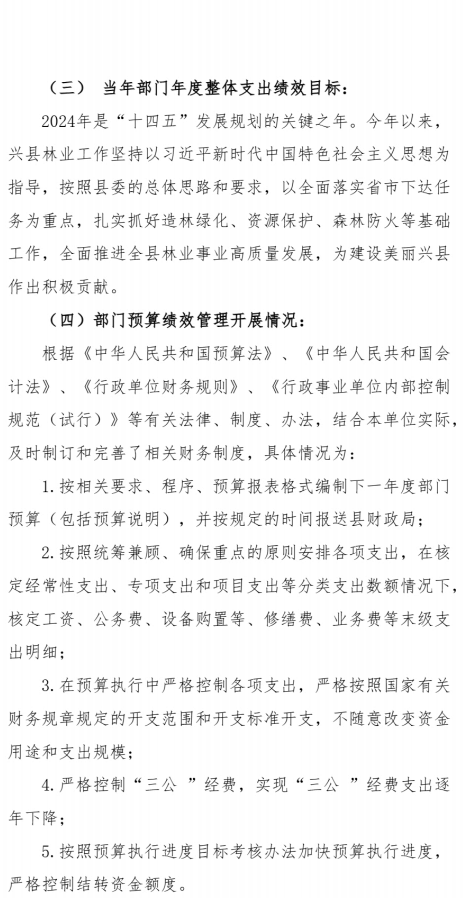 （三） 当年部门年度整体支出绩效目标：
2024年是“十四五”发展规划的关键之年。今年以来，
兴县林业工作坚持以习近平新时代中国特色社会主义思想为
指导，按照县委的总体思路和要求，以全面落实省市下达任
务为重点，扎实抓好造林绿化、资源保护、森林防火等基础
工作，全面推进全县林业事业高质量发展，为建设美丽兴县
作出积极贡献。
（四）部门预算绩效管理开展情况：
根据《中华人民共和国预算法》、《中华人民共和国会
计法》、《行政单位财务规则》、《行政事业单位内部控制
规范（试行）》等有关法律、制度、办法，结合本单位实际，
及时制订和完善了相关财务制度，具体情况为：
1.按相关要求、程序、预算报表格式编制下一年度部门
预算（包括预算说明），并按规定的时间报送县财政局；
2.按照统筹兼顾、确保重点的原则安排各项支出，在核
定经常性支出、专项支出和项目支出等分类支出数额情况下，
核定工资、公务费、设备购置等、修缮费、业务费等末级支
出明细；
3.在预算执行中严格控制各项支出，严格按照国家有关
财务规章规定的开支范围和开支标准开支，不随意改变资金
用途和支出规模；
4.严格控制“三公 ”经费，实现“三公 ”经费支出逐
年下降；
5.按照预算执行进度目标考核办法加快预算执行进度，
严格控制结转资金额度。